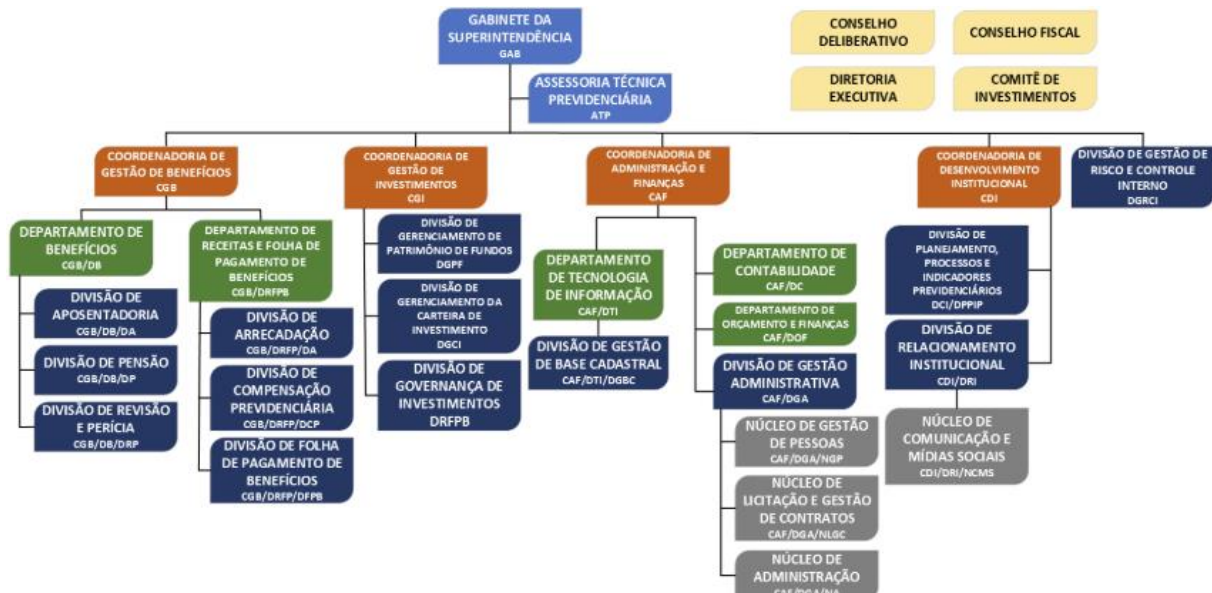 GABINETE DA
SUPERINTENDÊNCIA
GAB
ASSESSORIA TÉCNICA
PREVIDENCIÁRIA
ATP
CONSELHO
DELIBERATIVO
CONSELHO FISCAL
DIRETORIA
EXECUTIVA
COMITÊ DE
INVESTIMENTOS
COORDENADORIA DE
GESTÃO DE BENEFÍCIOS
CGB
DEPARTAMENTO DE
BENEFÍCIOS
CGB/DB
DIVISÃO DE
APOSENTADORIA
CGB/DB/DA
DIVISÃO DE PENSÃO
CGB/DB/DP
DIVISÃO DE REVISÃO
E PERÍCIA
CGB/DB/DRP
DEPARTAMENTO DE
RECEITAS E FOLHA DE
PAGAMENTO DE
BENEFÍCIOS
CGB/DRFPB
DIVISÃO DE
ARRECADAÇÃO
CGB/DRFP/DA
DIVISÃO DE
COMPENSAÇÃO
PREVIDENCIÁRIA
CGB/DRFP/DCP
DIVISÃO DE FOLHA
DE PAGAMENTO DE
BENEFÍCIOS
CGB/DRFP/DFPB
COORDENADORIA DE
GESTÃO DE
INVESTIMENTOS
CGI
DIVISÃO DE
GERENCIAMENTO DE
PATRIMÔNIO DE FUNDOS
DGPF
DIVISÃO DE
GERENCIAMENTO DA
CARTEIRA DE
INVESTIMENTO
DGCI
DIVISÃO DE
GOVERNANÇA DE
INVESTIMENTOS
DRFPB
COORDENADORIA DE
ADMINISTRAÇÃO E
FINANÇAS
CAF
DEPARTAMENTO
DE TECNOLOGIA
DE INFORMAÇÃO
CAF/DTI
DIVISÃO DE GESTÃO
DE BASE CADASTRAL
CAF/DTI/DGBC
DEPARTAMENTO DE
CONTABILIDADE
CAF/DC
DEPARTAMENTO DE
ORÇAMENTO E FINANÇAS
CAF/DOF
DIVISÃO DE GESTÃO
ADMINISTRATIVA
CAF/DGA
NÚCLEO DE GESTÃO
DE PESSOAS
CAF/DGA/NGP
NÚCLEO DE
LICITAÇÃO E GESTÃO
DE CONTRATOS
CAF/DGA/NLGC
NÚCLEO DE
ADMINISTRAÇÃO
CAF/DGA/NA
COORDENADORIA DE
DESENVOLVIMENTO
INSTITUCIONAL
CDI
DIVISÃO DE
PLANEJAMENTO,
PROCESSOS E
INDICADORES
PREVIDENCIÁRIOS
DCI/DPPIP
DIVISÃO DE
RELACIONAMENTO
INSTITUCIONAL
CDI/DRI
NÚCLEO DE
COMUNICAÇÃO E
MÍDIAS SOCIAIS
CDI/DRI/NCMS
DIVISÃO DE GESTÃO DE
RISCO E CONTROLE
INTERNO
DGRCI